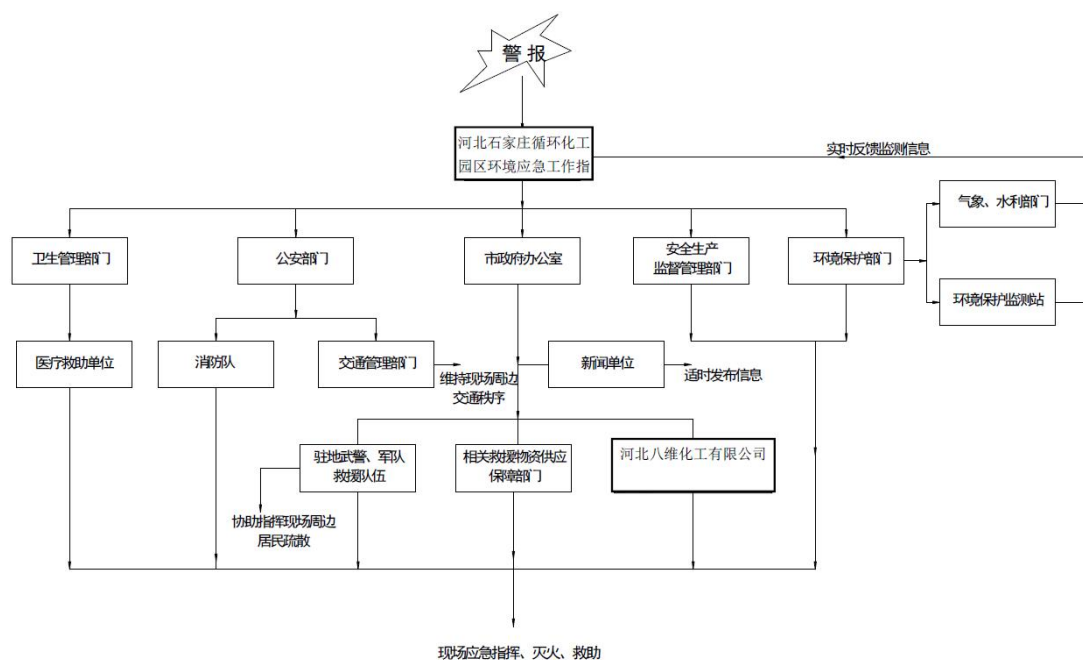 警 报
河北石家庄循环化工
园区环境应急工作指
实时反馈监测信息
气象、水利部门
卫生管理部门
公安部门
市政府办公室
安全生产
监督管理部门
环境保护部门
环境保护监测站
医疗救助单位
消防队
交通管理部门
新闻单位
维持现场周边
交通秩序
适时发布信息
驻地武警、军队
救援队伍
相关救援物资供应
保障部门
河北八维化工有限公司
协助指挥现场周边
居民疏散
现场应急指挥、灭火、救助